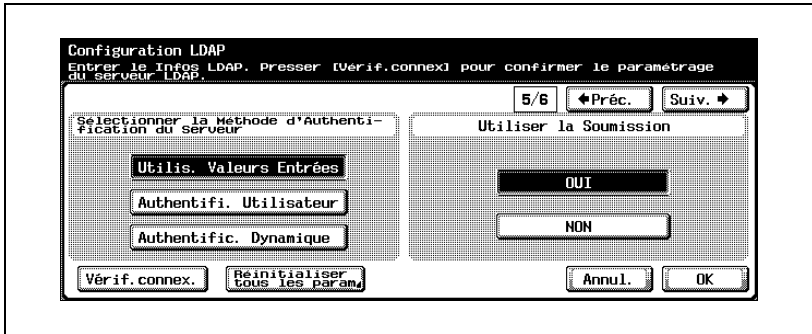 Configuration LDAP
Entrer le Infos LDAP. Presser [Vérif.connex] pour confirmer le paramétrage
du serveur LDAP.
5/6
←Préc.
Suiv.→
Sélectionner la Méthode d'Authenti-
fication du Serveur
Utiliser la Soumission
Utilis. Valeurs Entrées
OUI
Authentifi. Utilisateur
NON
Authentific. Dynamique
Vérif.connex.
Réinitialiser
tous les param.
Annul.
OK